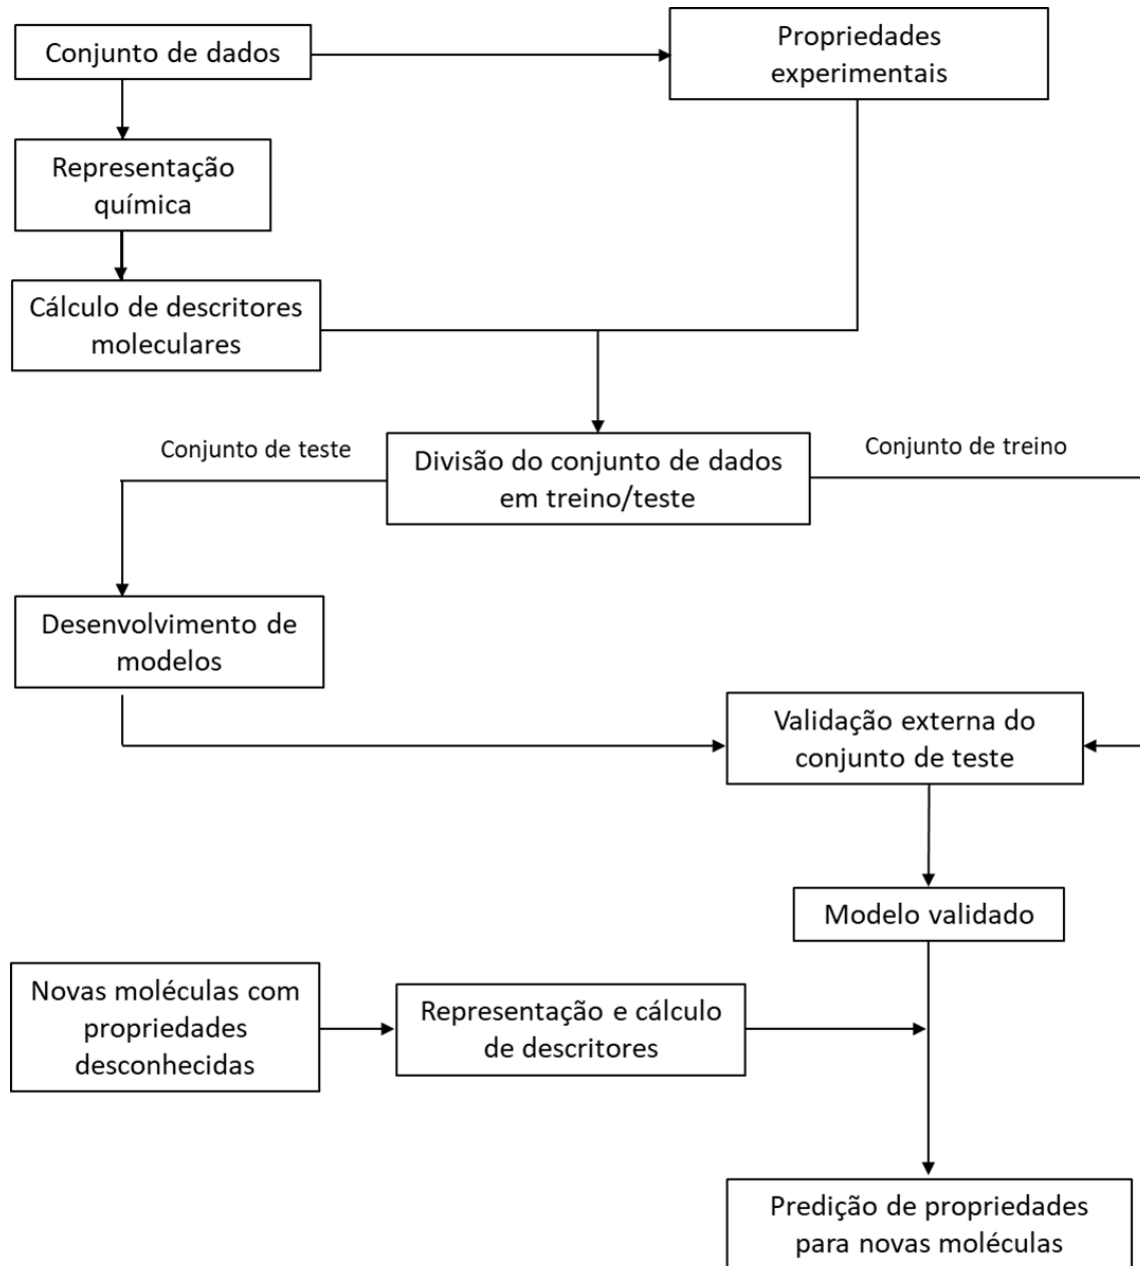 Conjunto de dados
Propriedades
experimentais
Representação
química
Cálculo de descritores
moleculares
Conjunto de teste
Divisão do conjunto de dados
em treino/teste
Conjunto de treino
Desenvolvimento de
modelos
Validação externa do
conjunto de teste
Modelo validado
Novas moléculas com
propriedades
desconhecidas
Representação e cálculo
de descritores
Predição de propriedades
para novas moléculas